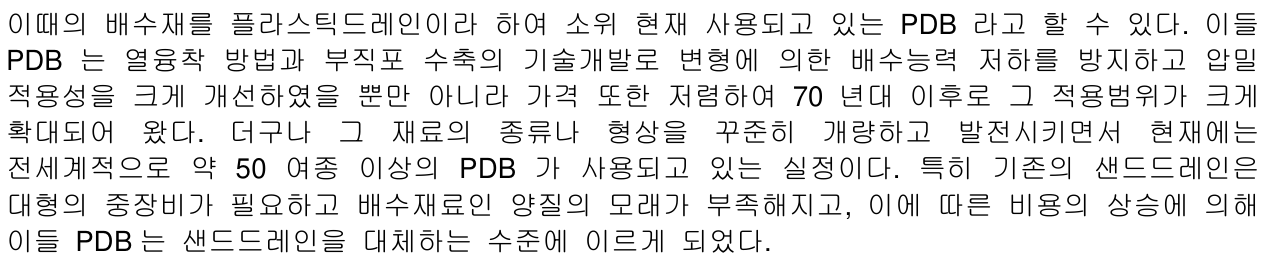 이때의 배수재를 플라스틱드레인이라 하여 소위 현재 사용되고 있는 PDB 라고 할 수 있다. 이들
PDB 는 열융착 방법과 부직포 수축의 기술개발로 변형에 의한 배수능력 저하를 방지하고 압밀
적용성을 크게 개선하였을 뿐만 아니라 가격 또한 저렴하여 70 년대 이후로 그 적용범위가 크게
확대되어 왔다. 더구나 그 재료의 종류나 형상을 꾸준히 개량하고 발전시키면서 현재에는
전세계적으로 약 50 여종 이상의 PDB 가 사용되고 있는 실정이다. 특히 기존의 샌드드레인은
대형의 중장비가 필요하고 배수재료인 양질의 모래가 부족해지고, 이에 따른 비용의 상승에 의해
이들 PDB 는 샌드드레인을 대체하는 수준에 이르게 되었다.